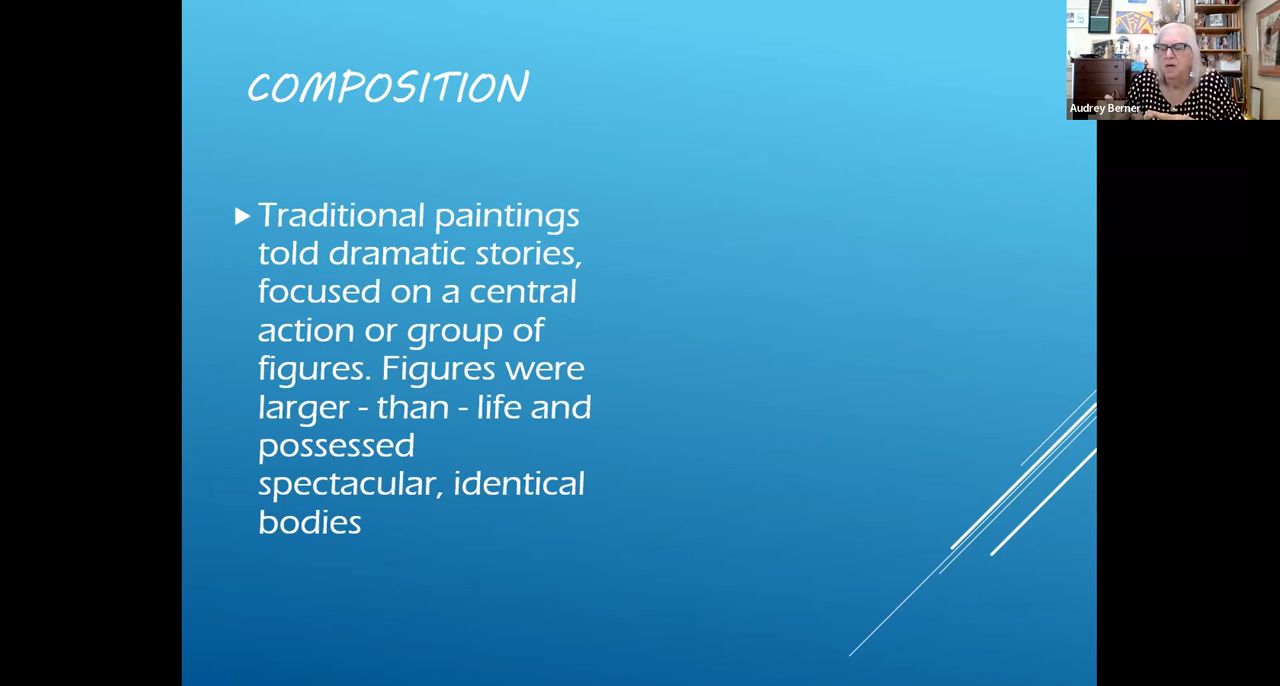 COMPOSITION
Traditional paintings
told dramatic stories,
focused on a central
action or group of
figures. Figures were
larger - than - life and
possessed
spectacular, identical
bodies
Audrey Berner